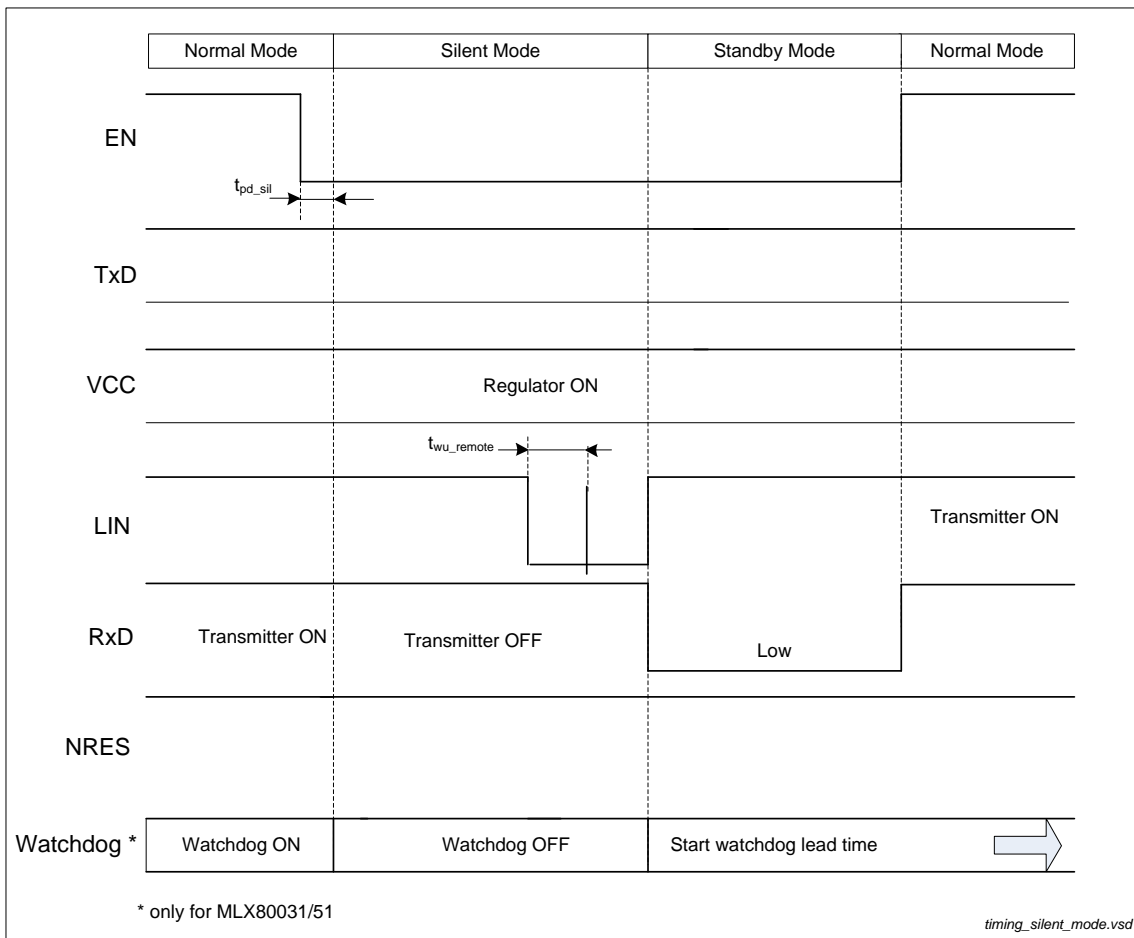 Normal Mode Silent Mode Standby Mode Normal Mode
EN
tpd_sil
TxD
VCC
Regulator ON
twu_remote
LIN
Transmitter ON
RxD
Transmitter ON
Transmitter OFF
Low
NRES
Watchdog *
Watchdog ON
Watchdog OFF
Start watchdog lead time
* only for MLX80031/51
timing_silent_mode.vsd